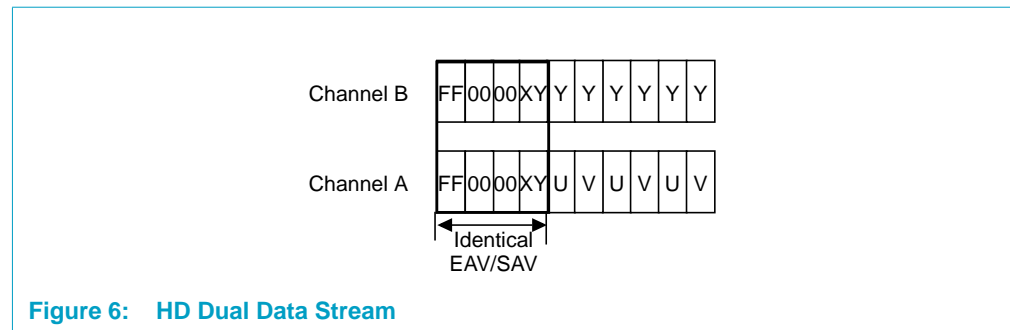 Channel B FF 00 00 XY Y Y Y Y Y Y
Channel A FF 00 00 XY U V U V U V
Identical
EAV/SAV
Figure 6: HD Dual Data Stream